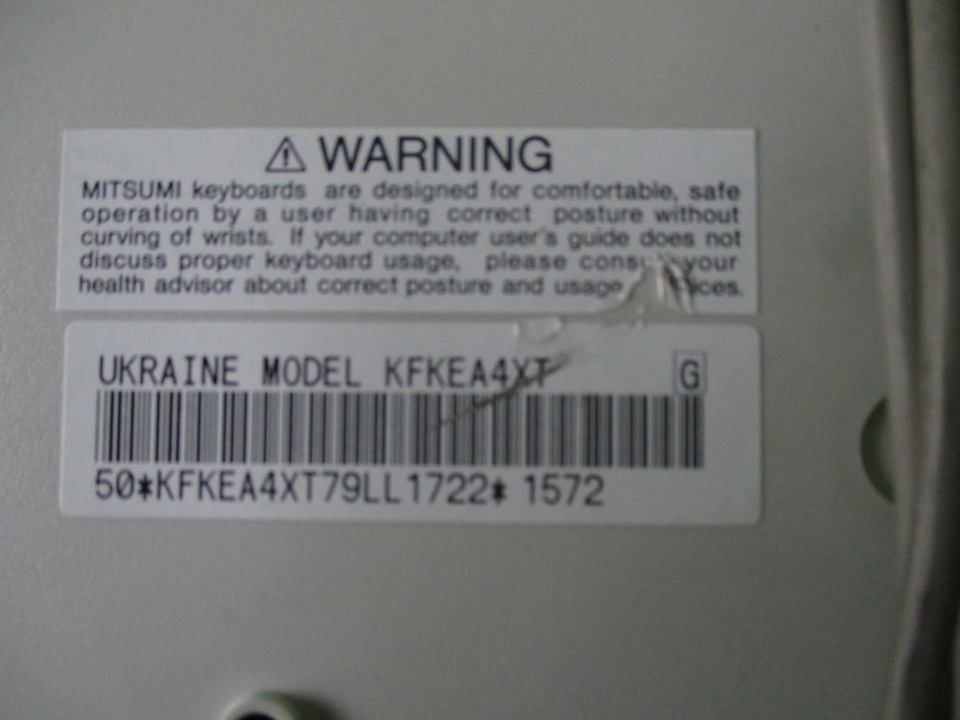 ⚠ WARNING
MITSUMI keyboards are designed for comfortable, safe
operation by a user having correct posture without
curving of wrists. If your computer user's guide does not
discuss proper keyboard usage, please your
health advisor about correct posture and usage
UKRAINE MODEL KFKEA4XT G
50*KFKEA4XT79LL1722* 1572